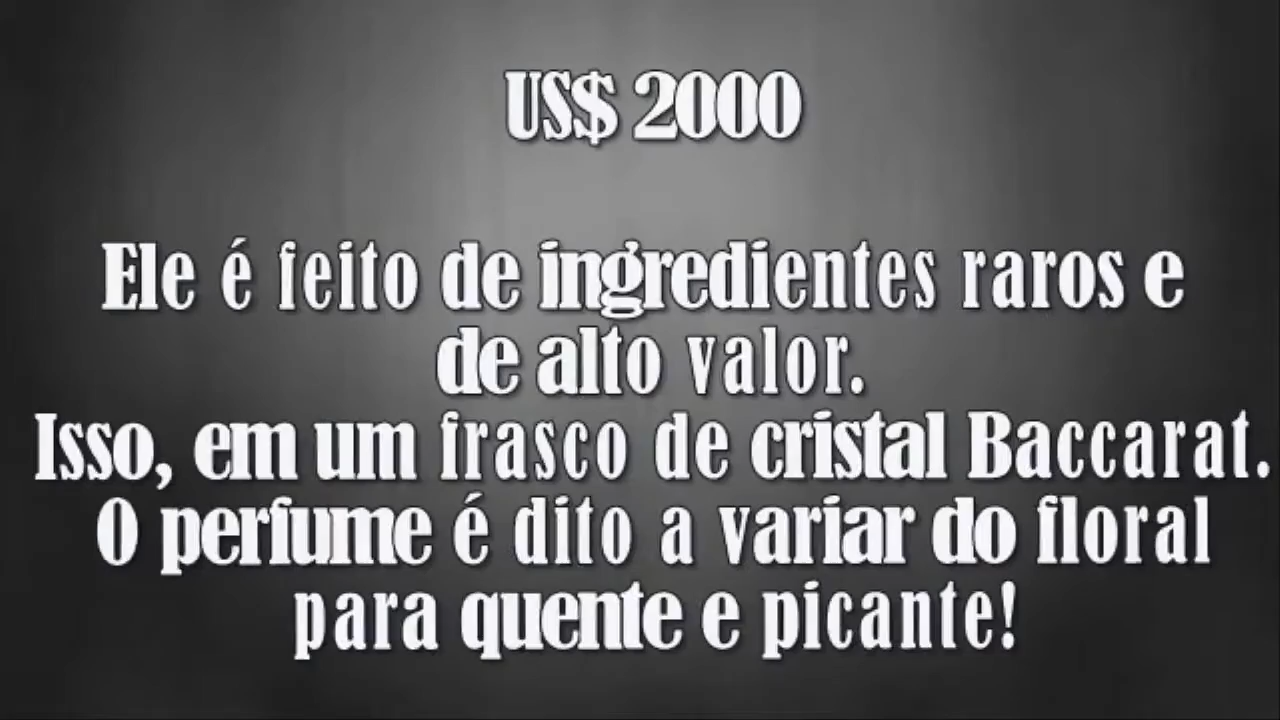 US$ 2000
Ele é feito de ingredientes raros e
de alto valor.
Isso, em um frasco de cristal Baccarat.
O perfume é dito a variar do floral
para quente e picante!